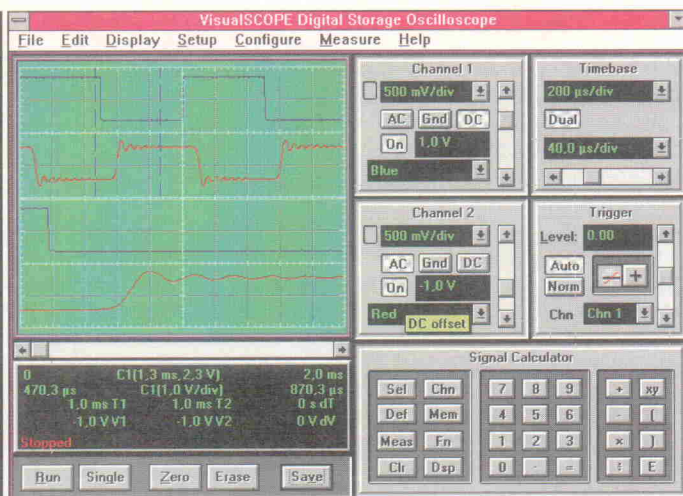 VisualSCOPE Digital Storage Oscilloscope
File Edit Display Setup Configure Measure Help
Channel 1
500 mV/div
AC Gnd DC
On 1,0 V
Blue
Timebase
200 µs/div
Dual
40,0 µs/div
Channel 2
500 mV/div
AC Gnd DC
On -1,0 V
Red
DC offset
Trigger
Level: 0.00
Auto
Norm
+
Chn Chn 1
0 C1(1,3 ms,2,3 V) 2,0 ms
470,3 µs C1(1,0 V/div) 870,3 µs
1,0 ms T1 1,0 ms T2 0 s dT
-1,0 V V1 -1,0 V V2 0 V dV
Stopped
Run Single Zero Erase Save
Signal Calculator
Sel Chn 7 8 9 + xy
Def Mem 4 5 6 - (
Meas Fn 1 2 3 × )
Clr Dsp 0 . = E